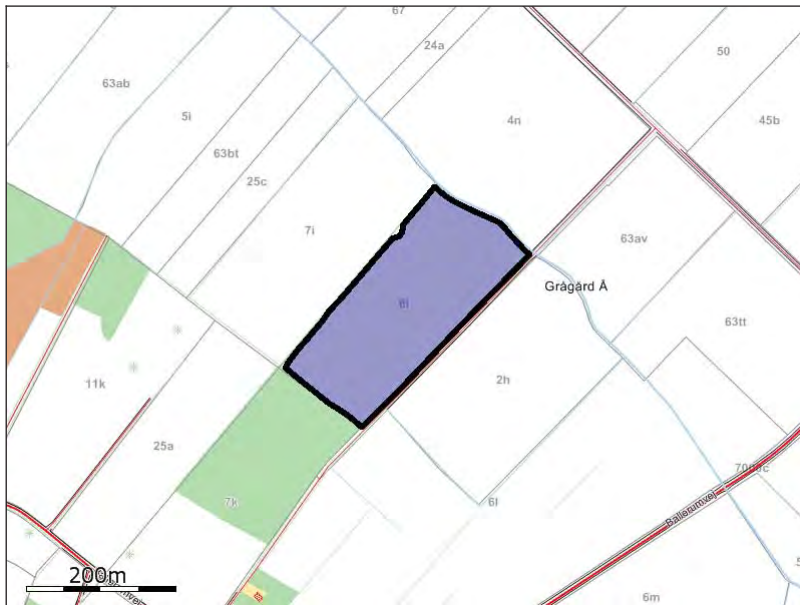 67
24a
50
63ab
5i
4n
45b
63bt
25c
7i
63av
Grågård Å
63tt
11k
2h
25a
7k
6l
Ballerumvej
200m
6m